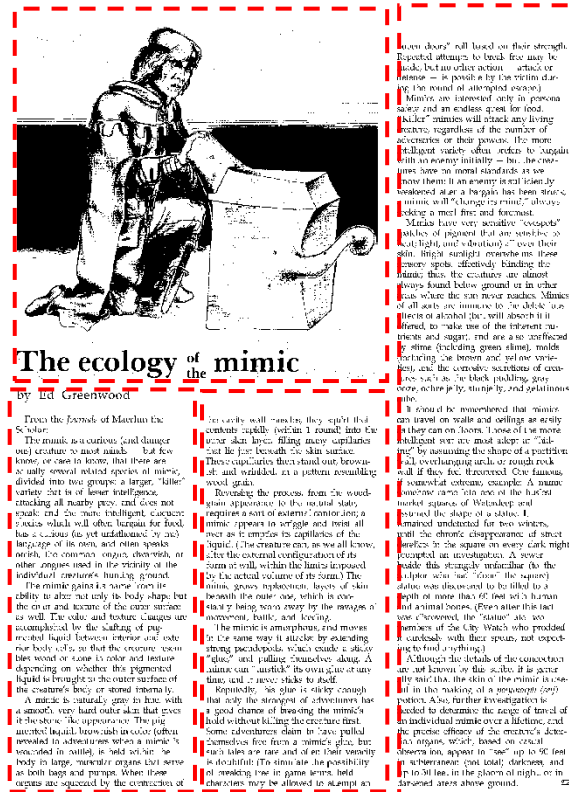 The ecology of the mimic
by Ed Greenwood
From the Journals of Maerlun the
Scholar:
The mimic is a curious (and danger-
ous) creature to most minds — but few
know, or care to know, that there are
actually several related species of mimic,
divided into two groups: a larger, "killer"
variety that is of lesser intelligence,
attacking all nearby prey, and does not
speak; and the more intelligent, eloquent
species which will often bargain for food,
has a curious (as yet unfathomed by me)
language of its own, and often speaks
orcish, the common tongue, dwarvish, or
other tongues used in the vicinity of the
individual creature's hunting ground.
The mimic gains its name from its
ability to alter not only its body shape but
the color and texture of the outer surface
as well. The color and texture changes are
accomplished by the shifting of pig-
mented liquid between interior and exte-
rior body cells, so that the creature resem-
bles wood or stone in color and texture
depending on whether this pigmented
liquid is brought to the outer surface of
the creature's body or stored internally.
A mimic is naturally gray in hue, with
a smooth, very hard outer skin that gives
it the stone-like appearance. The pig-
mented liquid, brownish in color (often
revealed to adventurers when a mimic is
wounded in battle), is held within the
body in large, muscular organs that serve
as both bags and pumps. When these
organs are squeezed by the contraction of
the cavity wall muscles, they squirt their
contents rapidly (within 1 round) into the
outer skin layer, filling many capillaries
that lie just beneath the skin surface.
These capillaries then stand out, brown-
ish and wrinkled, in a pattern resembling
wood grain.
Reversing the process, from the wood-
grain appearance to the natural state,
requires a sort of external contortion; a
mimic appears to wriggle and twist all
over as it empties its capillaries of the
liquid. (The creature can, as we all know,
alter the external configuration of its
form at will, within the limits imposed
by the actual volume of its form.) The
mimic grows replacement layers of skin
beneath the outer one, which is con-
stantly being worn away by the ravages of
movement, battle, and feeding.
The mimic is amorphous, and moves
in the same way it attacks: by extending
strong pseudopods, which exude a sticky
"glue," and pulling themselves along. A
mimic can "unstick" its own glue at any
time, and it never sticks to itself.
Reputedly, this glue is sticky enough
that only the strongest of adventurers has
a good chance of breaking the mimic's
hold without killing the creature first.
Some adventurers claim to have pulled
themselves free from a mimic's glue, but
such tales are rare and often their veracity
is doubtful. (To simulate the possibility
of breaking free in game terms, held
characters may be allowed to attempt an
"open doors" roll based on their strength.
Repeated attempts to break free may be
made, but no other action — attack or
defense — is possible by the victim dur-
ing the round of attempted escape.)
Mimics are interested only in personal
safety and an endless quest for food.
"Killer" mimics will attack any living
creature, regardless of the number of
adversaries or their powers. The more
intelligent variety often prefers to bargain
with an enemy initially — but the crea-
tures have no moral standards as we
know them: If an enemy is sufficiently
weakened after a bargain has been struck,
a mimic will "change its mind," always
seeking a meal first and foremost.
Mimics have very sensitive "eyespots"
(patches of pigment that are sensitive to
heat, light, and vibration) all over their
skin. Bright sunlight overwhelms these
sensory spots, effectively blinding the
mimic; thus, the creatures are almost
always found below ground or in other
areas where the sun never reaches. Mimics
of all sorts are immune to the deleterious
effects of alcohol (but will absorb it if
offered, to make use of the inherent nu-
trients and sugar), and are also unaffected
by slime (including green slime), molds
(including the brown and yellow varie-
ties), and the corrosive secretions of crea-
tures such as the black pudding, gray
ooze, ochre jelly, stunjelly, and gelatinous
cube.
It should be remembered that mimics
can travel on walls and ceilings as easily
as they can on floors. Those of the more
intelligent sort are most adept at "hid-
ing" by assuming the shape of a partition
wall, overhanging arch, or rough rock
wall if they feel threatened. One famous,
if somewhat extreme, example: A mimic
somehow came into one of the busiest
market squares of Waterdeep and
assumed the shape of a statue. It
remained undetected for two winters,
until the chronic disappearance of street
derelicts in the square on every dark night
prompted an investigation. A sewer
beside this strangely unfamiliar (to the
sculptor who had "done" the square)
statue was discovered to be filled to a
depth of more than 60 feet with human
and animal bones. (Even after this fact
was discovered, the "statue" ate two
members of the City Watch who prodded
it carelessly with their spears, not expect-
ing to find anything.)
Although the details of the concoction
are not known by this scribe, it is gener-
ally said that the skin of the mimic is use-
ful in the making of a polymorph (self)
potion. Also, further investigation is
needed to determine the range of travel of
an individual mimic over a lifetime, and
the precise efficacy of the creature's detec-
tion organs, which, based on casual
observation, appear to "see" up to 90 feet
in subterranean (not total) darkness, and
up to 30 feet in the gloom of night or in
darkened areas above ground.